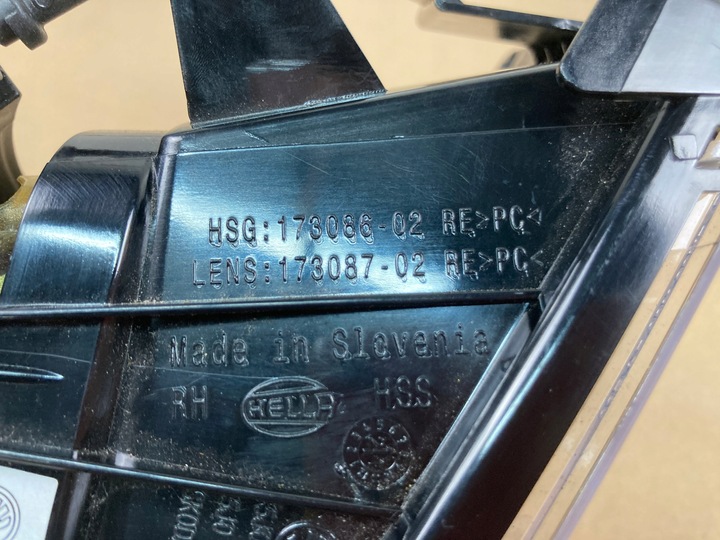 HSG:173086-02 RE>PC<
LENS:173087-02 RE>PC<
Made in Slovenia
RH HELLA HSS